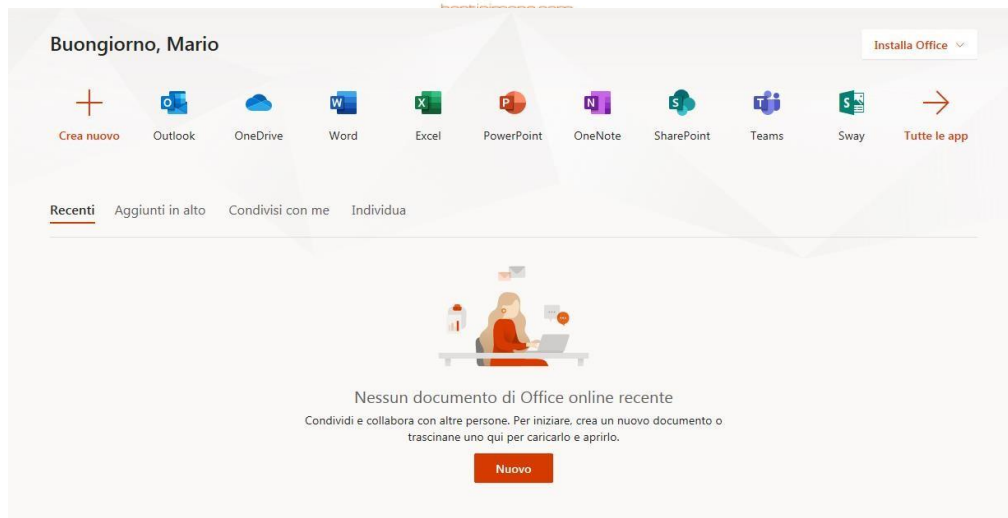 Buongiorno, Mario
Installa Office
Crea nuovo
Outlook
OneDrive
Word
Excel
PowerPoint
OneNote
SharePoint
Teams
Sway
Tutte le app
Recenti
Aggiunti in alto
Condivisi con me
Individua
Nessun documento di Office online recente
Condividi e collabora con altre persone. Per iniziare, crea un nuovo documento o
trascinane uno qui per caricarlo e aprirlo.
Nuovo